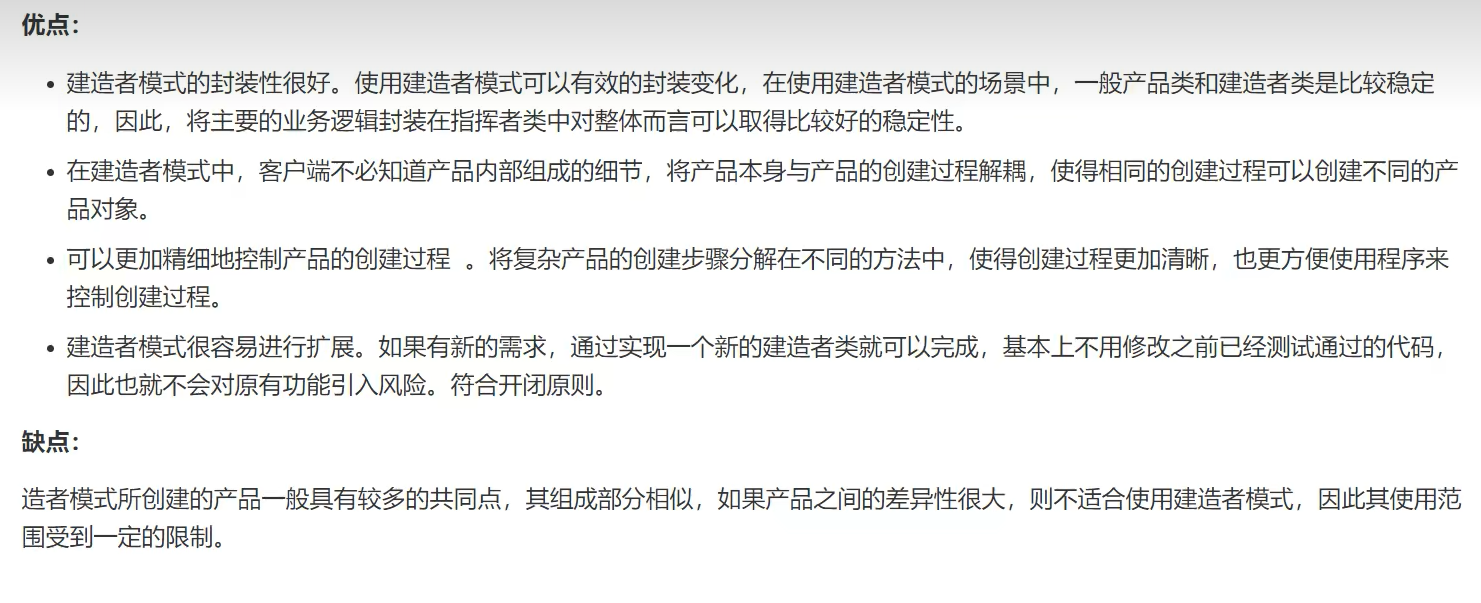 优点：
• 建造者模式的封装性很好。使用建造者模式可以有效的封装变化，在使用建造者模式的场景中，一般产品类和建造者类是比较稳定
的，因此，将主要的业务逻辑封装在指挥者类中对整体而言可以取得比较好的稳定性。
• 在建造者模式中，客户端不必知道产品内部组成的细节，将产品本身与产品的创建过程解耦，使得相同的创建过程可以创建不同的产
品对象。
• 可以更加精细地控制产品的创建过程 。将复杂产品的创建步骤分解在不同的方法中，使得创建过程更加清晰，也更方便使用程序来
控制创建过程。
• 建造者模式很容易进行扩展。如果有新的需求，通过实现一个新的建造者类就可以完成，基本上不用修改之前已经测试通过的代码，
因此也就不会对原有功能引入风险。符合开闭原则。
缺点：
造者模式所创建的产品一般具有较多的共同点，其组成部分相似，如果产品之间的差异性很大，则不适合使用建造者模式，因此其使用范
围受到一定的限制。